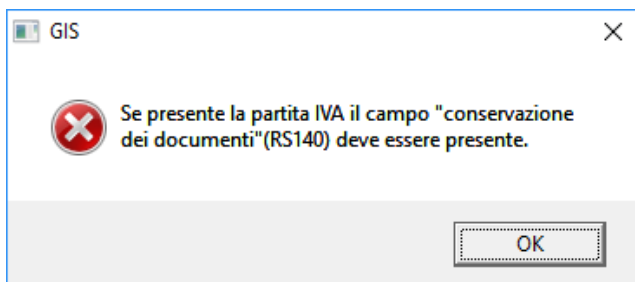 GIS
Se presente la partita IVA il campo "conservazione
dei documenti"(RS140) deve essere presente.
OK